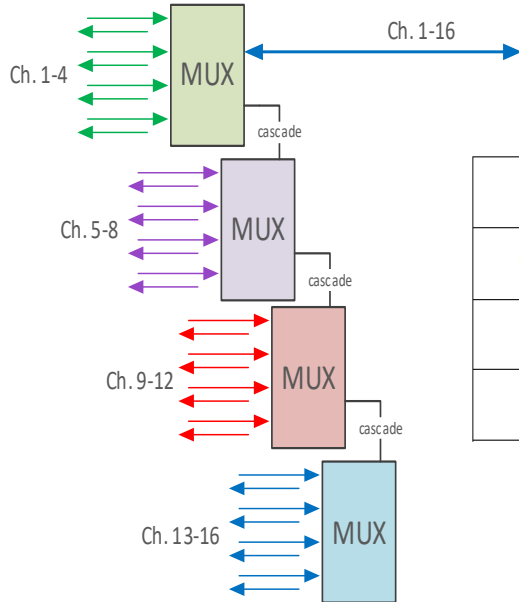 Ch. 1-16
Ch. 1-4
MUX
cascade
Ch. 5-8
MUX
cascade
Ch. 9-12
MUX
cascade
Ch. 13-16
MUX